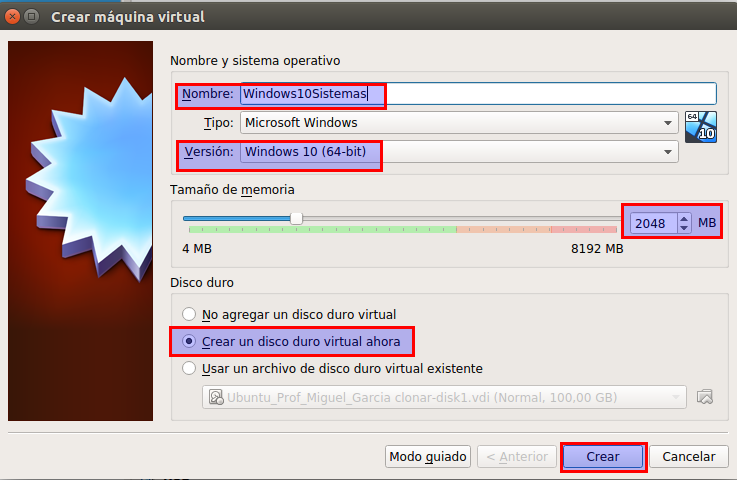 Crear máquina virtual
Nombre y sistema operativo
Nombre: Windows10Sistemas
Tipo: Microsoft Windows
64
10
Versión: Windows 10 (64-bit)
Tamaño de memoria
2048 MB
4 MB 8192 MB
Disco duro
No agregar un disco duro virtual
Crear un disco duro virtual ahora
Usar un archivo de disco duro virtual existente
Ubuntu_Prof_Miguel_Garcia clonar-disk1.vdi (Normal, 100,00 GB)
Modo guiado < Anterior Crear Cancelar